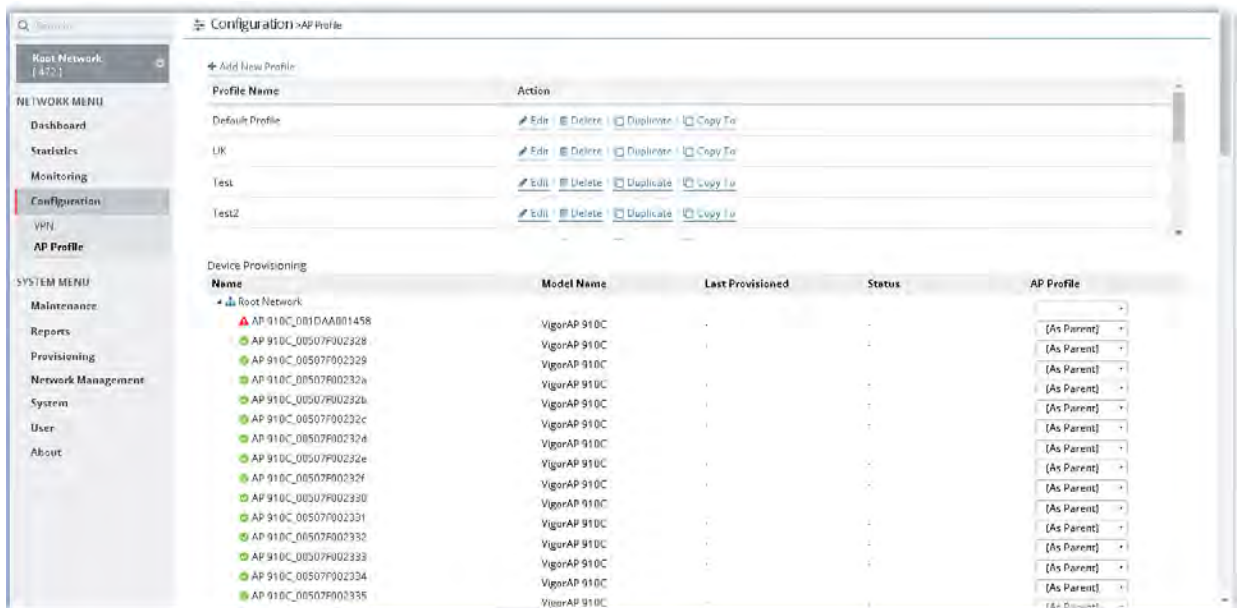 Search
Configuration >AP Profile
Root Network
[ 472 ]
NETWORK MENU
Dashboard
Statistics
Monitoring
Configuration
VPN
AP Profile
SYSTEM MENU
Maintenance
Reports
Provisioning
Network Management
System
User
About
+ Add New Profile
Profile Name Action
Default Profile Edit | Delete | Duplicate | Copy To
UK Edit | Delete | Duplicate | Copy To
Test Edit | Delete | Duplicate | Copy To
Test2 Edit | Delete | Duplicate | Copy To
Device Provisioning
Name Model Name Last Provisioned Status AP Profile
Root Network
AP 910C_001DAA001458 VigorAP 910C - - [As Parent]
AP 910C_00507F002328 VigorAP 910C - - [As Parent]
AP 910C_00507F002329 VigorAP 910C - - [As Parent]
AP 910C_00507F00232a VigorAP 910C - - [As Parent]
AP 910C_00507F00232b VigorAP 910C - - [As Parent]
AP 910C_00507F00232c VigorAP 910C - - [As Parent]
AP 910C_00507F00232d VigorAP 910C - - [As Parent]
AP 910C_00507F00232e VigorAP 910C - - [As Parent]
AP 910C_00507F00232f VigorAP 910C - - [As Parent]
AP 910C_00507F002330 VigorAP 910C - - [As Parent]
AP 910C_00507F002331 VigorAP 910C - - [As Parent]
AP 910C_00507F002332 VigorAP 910C - - [As Parent]
AP 910C_00507F002333 VigorAP 910C - - [As Parent]
AP 910C_00507F002334 VigorAP 910C - - [As Parent]
AP 910C_00507F002335 VigorAP 910C - - [As Parent]